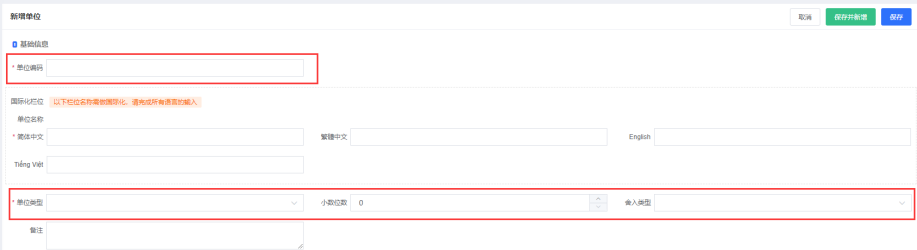 新增单位
取消 保存并新增 保存
基础信息
* 单位编码
国际化栏位 以下栏位名称需做国际化，请完成所有语言的输入
单位名称
* 简体中文 繁體中文 English
Tiếng Việt
* 单位类型 小数位数 0 舍入类型
备注